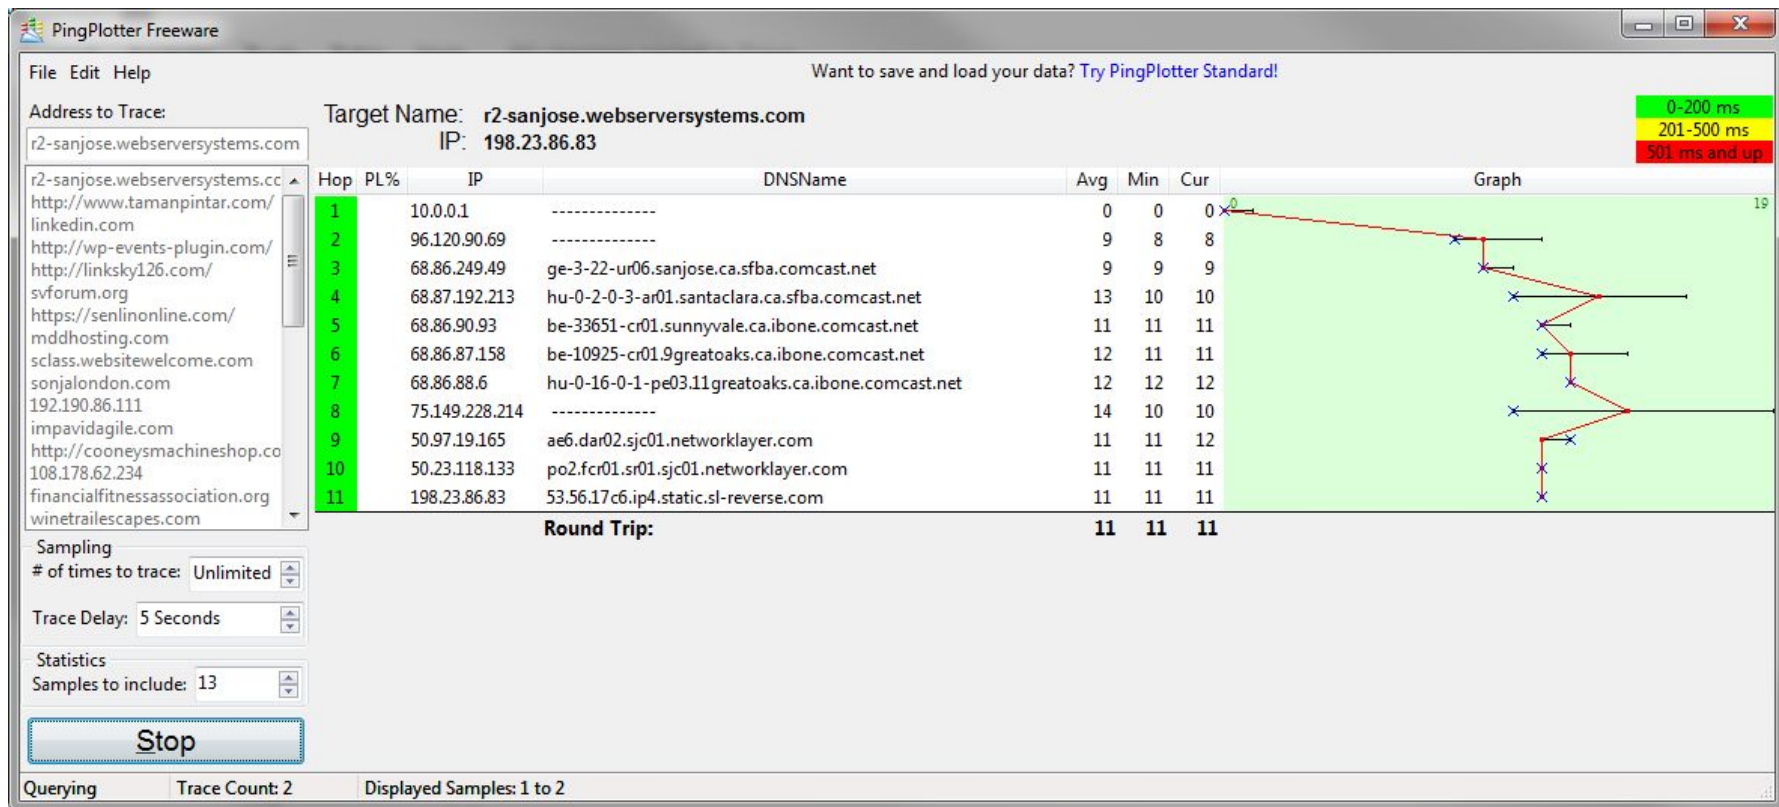 PingPlotter Freeware
File Edit Help
Want to save and load your data? Try PingPlotter Standard!
Address to Trace:
r2-sanjose.webserversystems.com
Target Name: r2-sanjose.webserversystems.com
IP: 198.23.86.83
0-200 ms
201-500 ms
501 ms and up
r2-sanjose.webserversystems.cc
http://www.tamanpintar.com/
linkedin.com
http://wp-events-plugin.com/
http://linksky126.com/
svforum.org
https://senlinonline.com/
mddhosting.com
sclass.websitewelcome.com
sonjalondon.com
192.190.86.111
impavidagile.com
http://cooneysmachineshop.co
108.178.62.234
financialfitnessassociation.org
winetrailescapes.com
Hop PL% IP DNSName Avg Min Cur Graph
1 10.0.0.1 -------------- 0 0 0 0 19
2 96.120.90.69 -------------- 9 8 8
3 68.86.249.49 ge-3-22-ur06.sanjose.ca.sfba.comcast.net 9 9 9
4 68.87.192.213 hu-0-2-0-3-ar01.santaclara.ca.sfba.comcast.net 13 10 10
5 68.86.90.93 be-33651-cr01.sunnyvale.ca.ibone.comcast.net 11 11 11
6 68.86.87.158 be-10925-cr01.9greatoaks.ca.ibone.comcast.net 12 11 11
7 68.86.88.6 hu-0-16-0-1-pe03.11greatoaks.ca.ibone.comcast.net 12 12 12
8 75.149.228.214 -------------- 14 10 10
9 50.97.19.165 ae6.dar02.sjc01.networklayer.com 11 11 12
10 50.23.118.133 po2.fcr01.sr01.sjc01.networklayer.com 11 11 11
11 198.23.86.83 53.56.17c6.ip4.static.sl-reverse.com 11 11 11
Round Trip: 11 11 11
Sampling
# of times to trace: Unlimited
Trace Delay: 5 Seconds
Statistics
Samples to include: 13
Stop
Querying Trace Count: 2 Displayed Samples: 1 to 2